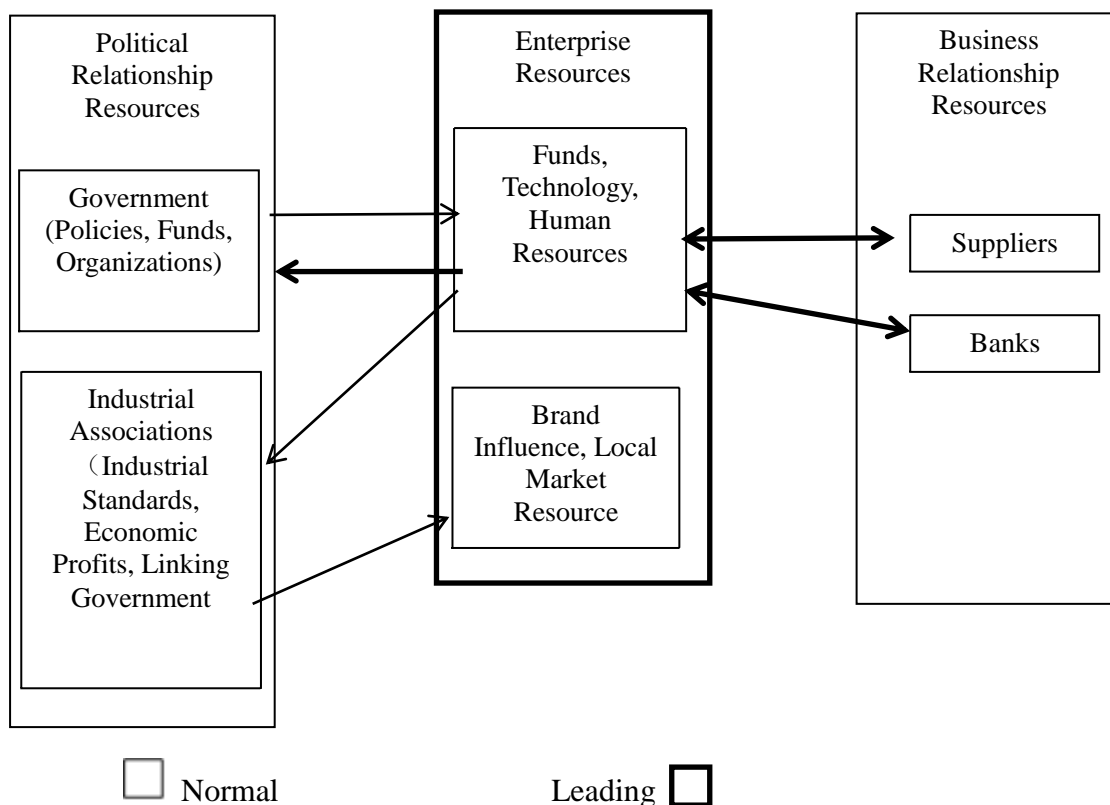 Political
Relationship
Resources
Government
(Policies, Funds,
Organizations)
Industrial
Associations
（Industrial
Standards,
Economic
Profits, Linking
Government
Enterprise
Resources
Funds,
Technology,
Human
Resources
Brand
Influence, Local
Market
Resource
Business
Relationship
Resources
Suppliers
Banks
Normal
Leading